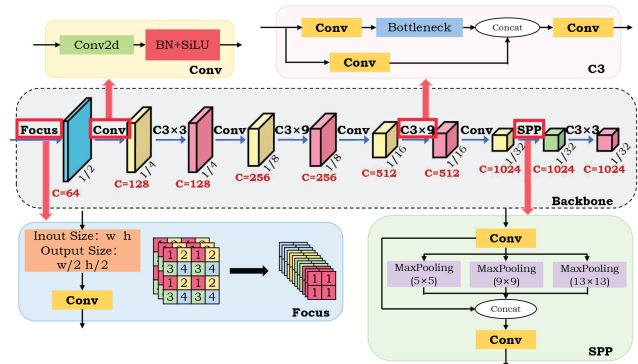 Conv2d
BN+SiLU
Conv
Conv
Bottleneck
Concat
Conv
Conv
C3
Focus
Conv
C3×3
Conv
C3×9
Conv
C3×9
Conv
SPP
C3×3
1/2
1/4
1/4
1/8
1/8
1/16
1/16
1/32
1/32
1/32
C=64
C=128
C=128
C=256
C=256
C=512
C=512
C=1024
C=1024
C=1024
Backbone
Inout Size: w h
Output Size:
w/2 h/2
Conv
1 2 1 2
3 4 3 4
1 2 1 2
3 4 3 4
1 1
1 1
Focus
Conv
MaxPooling
(5×5)
MaxPooling
(9×9)
MaxPooling
(13×13)
Concat
Conv
SPP